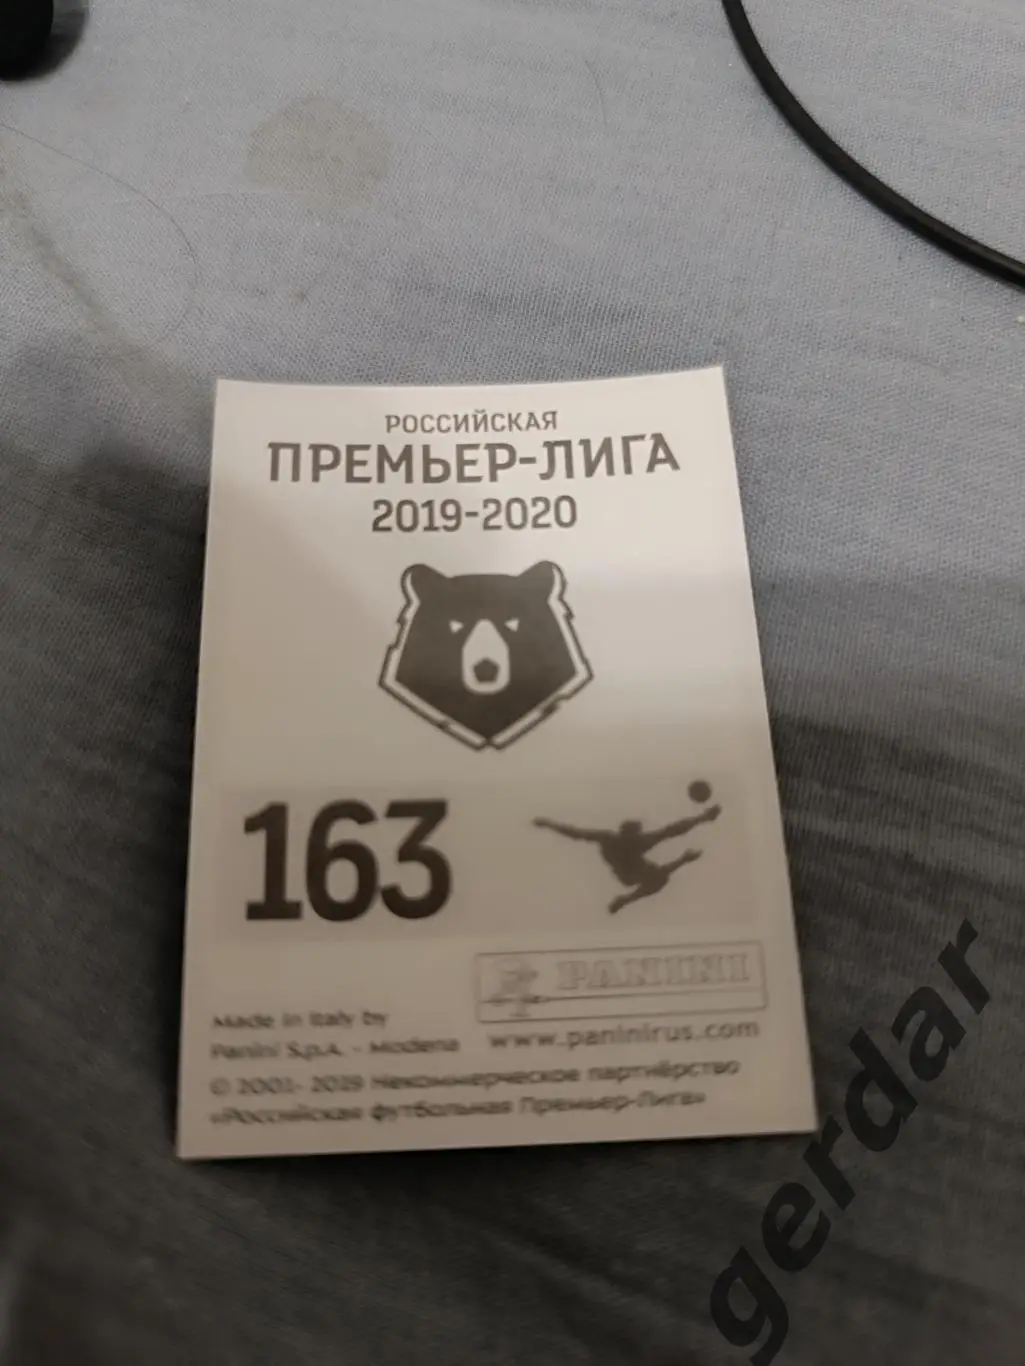 РОССИЙСКАЯ
ПРЕМЬЕР-ЛИГА
2019-2020
163
PANINI
Made in Italy by
Panini S.p.A. - Modena
www.paninirus.com
© 2001- 2019 Некоммерческое партнёрство
«Российская футбольная Премьер-Лига»
gerdar